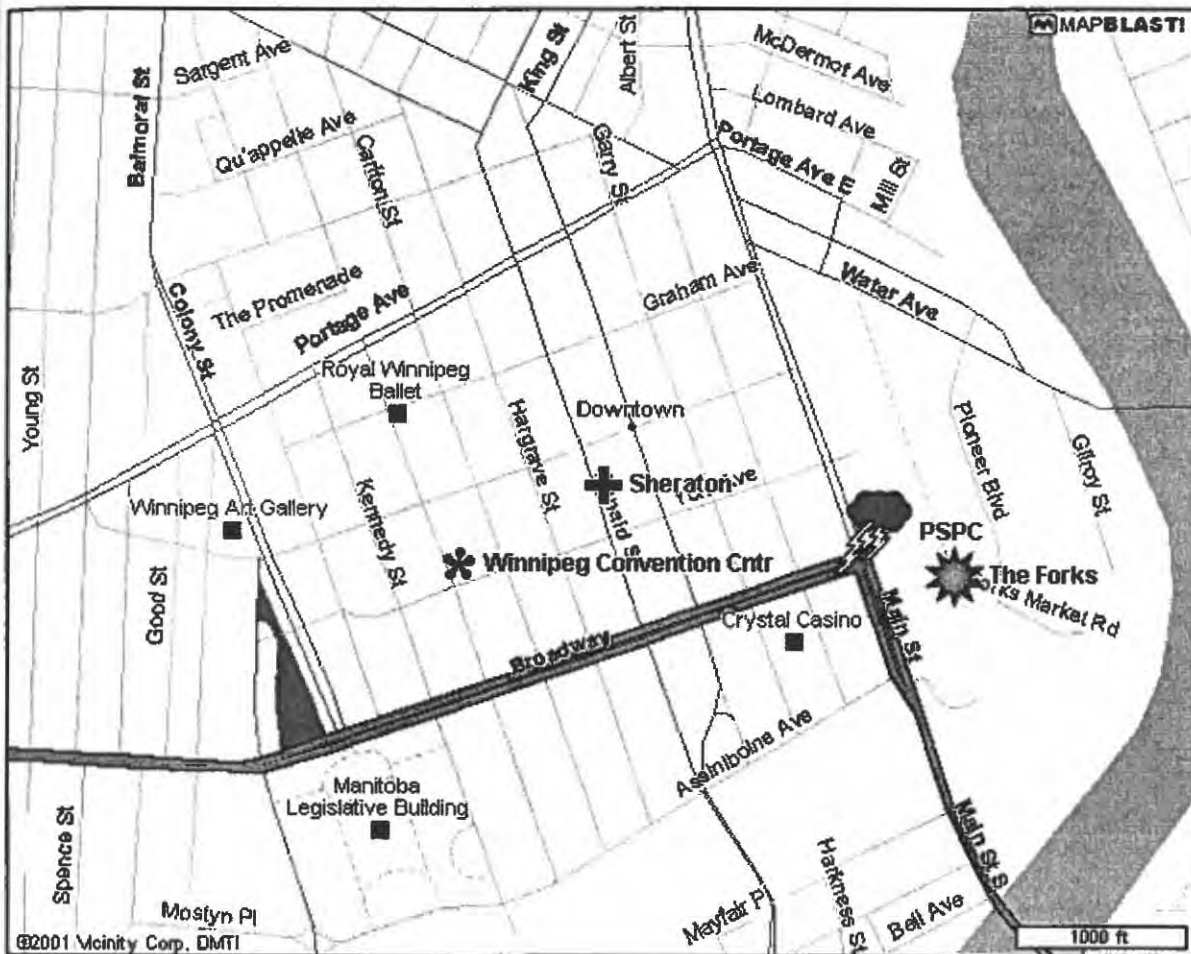 MAPBLAST!
McDermot Ave
Sargent Ave
King St
Albert St
Balmoral St
Lombard Ave
Qu'appelle Ave
Carlton St
Garry St
Portage Ave E
Mill St
The Promenade
Portage Ave
Graham Ave
Water Ave
Colony St
Young St
Royal Winnipeg
Ballet
Hargrave St
Downtown
Pioneer Blvd
Gilroy St
Kennedy St
Sheraton
Ave
Winnipeg Art Gallery
PSPC
Good St
Winnipeg Convention Cntr
The Forks
Market Rd
Crystal Casino
Main St
Broadway
Assiniboine Ave
Manitoba
Legislative Building
Spence St
Main St S
Harkness St
Mostyn Pl
Mayfair Pl
Bell Ave
©2001 Vicinity Corp. DMTI
1000 ft